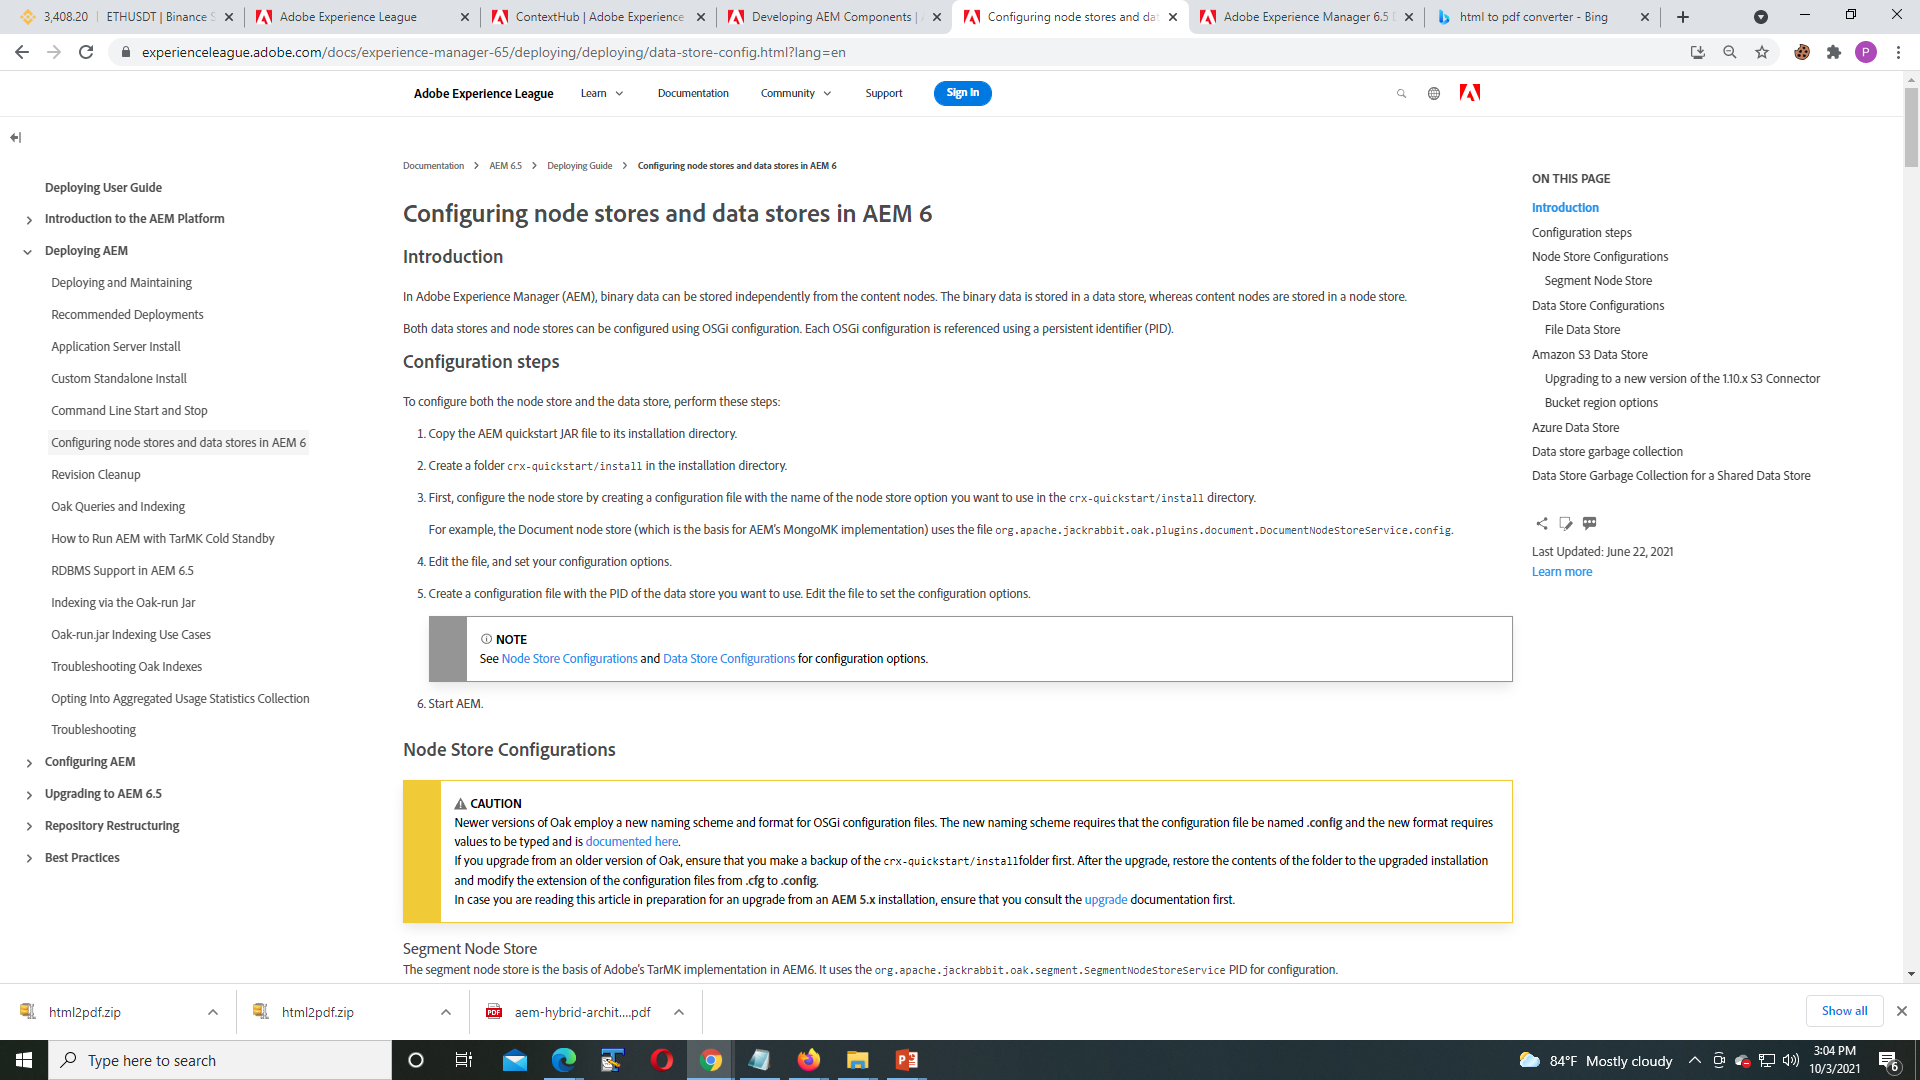 3,408.20 ETHUSDT | Binance S
Adobe Experience League
ContextHub | Adobe Experience
Developing AEM Components |
Configuring node stores and dat
Adobe Experience Manager 6.5 D
html to pdf converter - Bing
experienceleague.adobe.com/docs/experience-manager-65/deploying/deploying/data-store-config.html?lang=en
P
Adobe Experience League
Learn
Documentation
Community
Support
Sign In
Deploying User Guide
Introduction to the AEM Platform
Deploying AEM
Deploying and Maintaining
Recommended Deployments
Application Server Install
Custom Standalone Install
Command Line Start and Stop
Configuring node stores and data stores in AEM 6
Revision Cleanup
Oak Queries and Indexing
How to Run AEM with TarMK Cold Standby
RDBMS Support in AEM 6.5
Indexing via the Oak-run Jar
Oak-run.jar Indexing Use Cases
Troubleshooting Oak Indexes
Opting Into Aggregated Usage Statistics Collection
Troubleshooting
Configuring AEM
Upgrading to AEM 6.5
Repository Restructuring
Best Practices
Documentation > AEM 6.5 > Deploying Guide > Configuring node stores and data stores in AEM 6
Configuring node stores and data stores in AEM 6
Introduction
In Adobe Experience Manager (AEM), binary data can be stored independently from the content nodes. The binary data is stored in a data store, whereas content nodes are stored in a node store.
Both data stores and node stores can be configured using OSGi configuration. Each OSGi configuration is referenced using a persistent identifier (PID).
Configuration steps
To configure both the node store and the data store, perform these steps:
1. Copy the AEM quickstart JAR file to its installation directory.
2. Create a folder crx-quickstart/install in the installation directory.
3. First, configure the node store by creating a configuration file with the name of the node store option you want to use in the crx-quickstart/install directory.
For example, the Document node store (which is the basis for AEM's MongoMK implementation) uses the file org.apache.jackrabbit.oak.plugins.document.DocumentNodeStoreService.config.
4. Edit the file, and set your configuration options.
5. Create a configuration file with the PID of the data store you want to use. Edit the file to set the configuration options.
NOTE
See Node Store Configurations and Data Store Configurations for configuration options.
6. Start AEM.
Node Store Configurations
CAUTION
Newer versions of Oak employ a new naming scheme and format for OSGi configuration files. The new naming scheme requires that the configuration file be named .config and the new format requires
values to be typed and is documented here.
If you upgrade from an older version of Oak, ensure that you make a backup of the crx-quickstart/installfolder first. After the upgrade, restore the contents of the folder to the upgraded installation
and modify the extension of the configuration files from .cfg to .config.
In case you are reading this article in preparation for an upgrade from an AEM 5.x installation, ensure that you consult the upgrade documentation first.
Segment Node Store
The segment node store is the basis of Adobe's TarMK implementation in AEM6. It uses the org.apache.jackrabbit.oak.segment.SegmentNodeStoreService PID for configuration.
ON THIS PAGE
Introduction
Configuration steps
Node Store Configurations
Segment Node Store
Data Store Configurations
File Data Store
Amazon S3 Data Store
Upgrading to a new version of the 1.10.x S3 Connector
Bucket region options
Azure Data Store
Data store garbage collection
Data Store Garbage Collection for a Shared Data Store
Last Updated: June 22, 2021
Learn more
html2pdf.zip
html2pdf.zip
PDF
aem-hybrid-archit....pdf
Show all
Type here to search
84°F Mostly cloudy
3:04 PM
10/3/2021
6